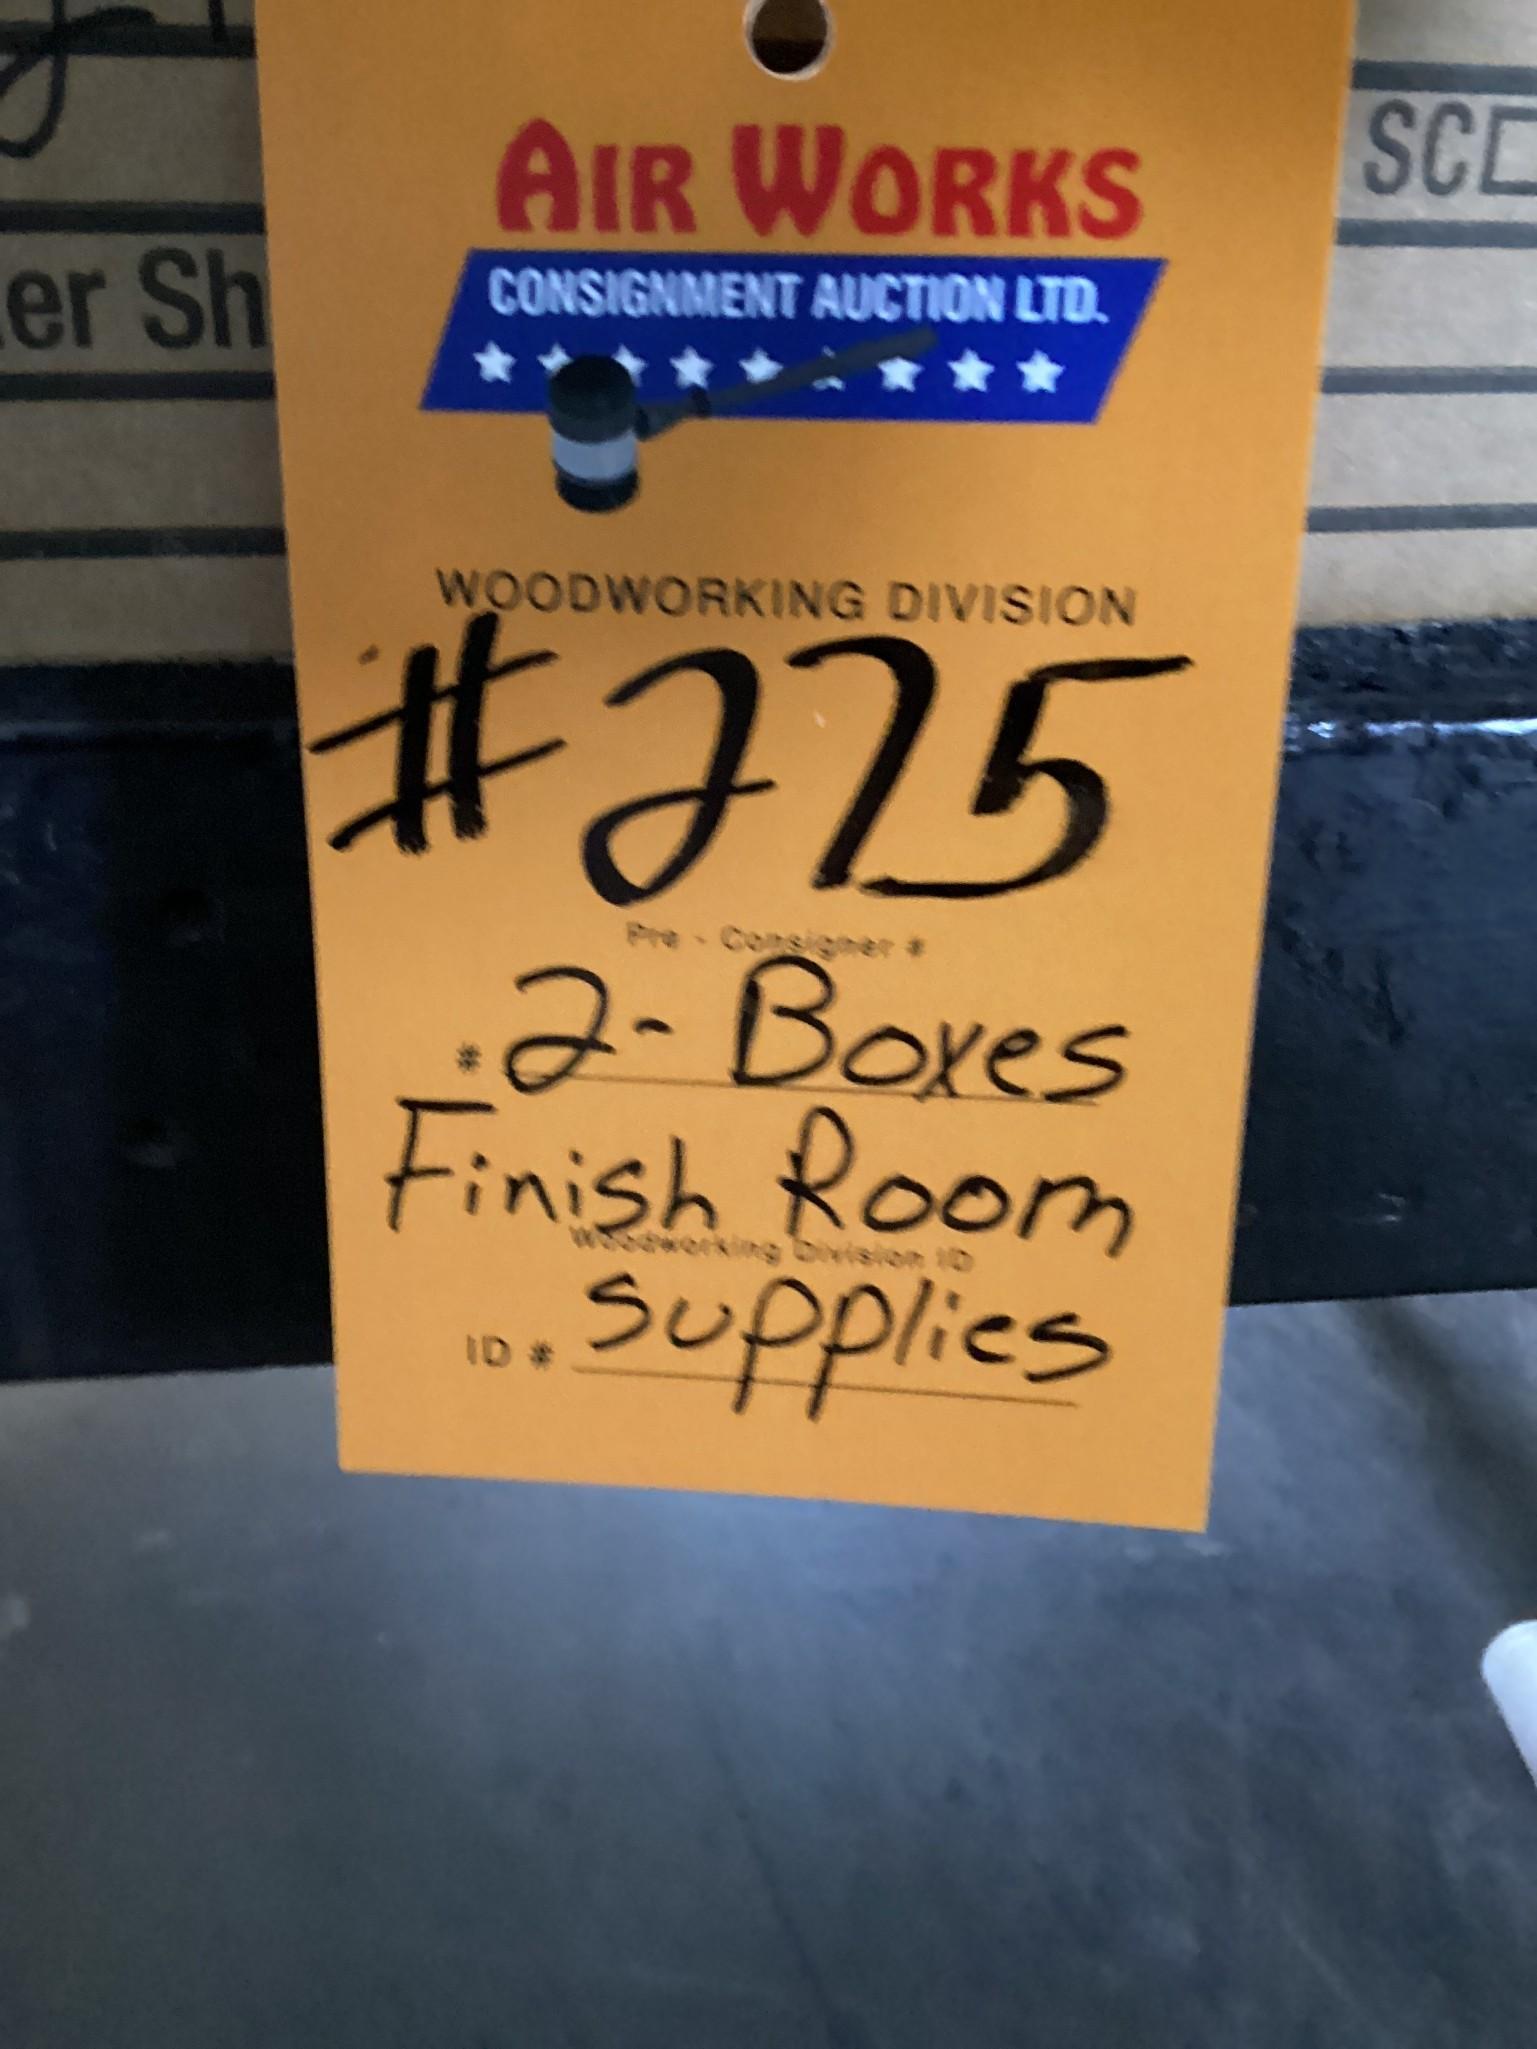 AIR WORKS
CONSIGNMENT AUCTION LTD.
er Sh
SC
WOODWORKING DIVISION
#275
Pre - Consigner #
# 2- Boxes
Finish Room
Woodworking Division ID
ID # supplies